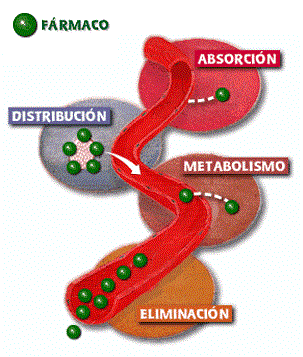 FÁRMACO
ABSORCIÓN
DISTRIBUCIÓN
METABOLISMO
ELIMINACIÓN